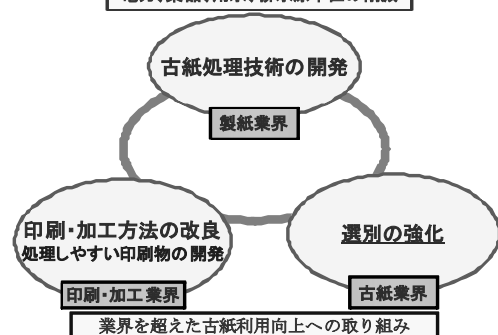 古紙処理技術の開発
製紙業界
印刷・加工方法の改良
処理しやすい印刷物の開発
印刷・加工業界
選別の強化
古紙業界
業界を超えた古紙利用向上への取り組み